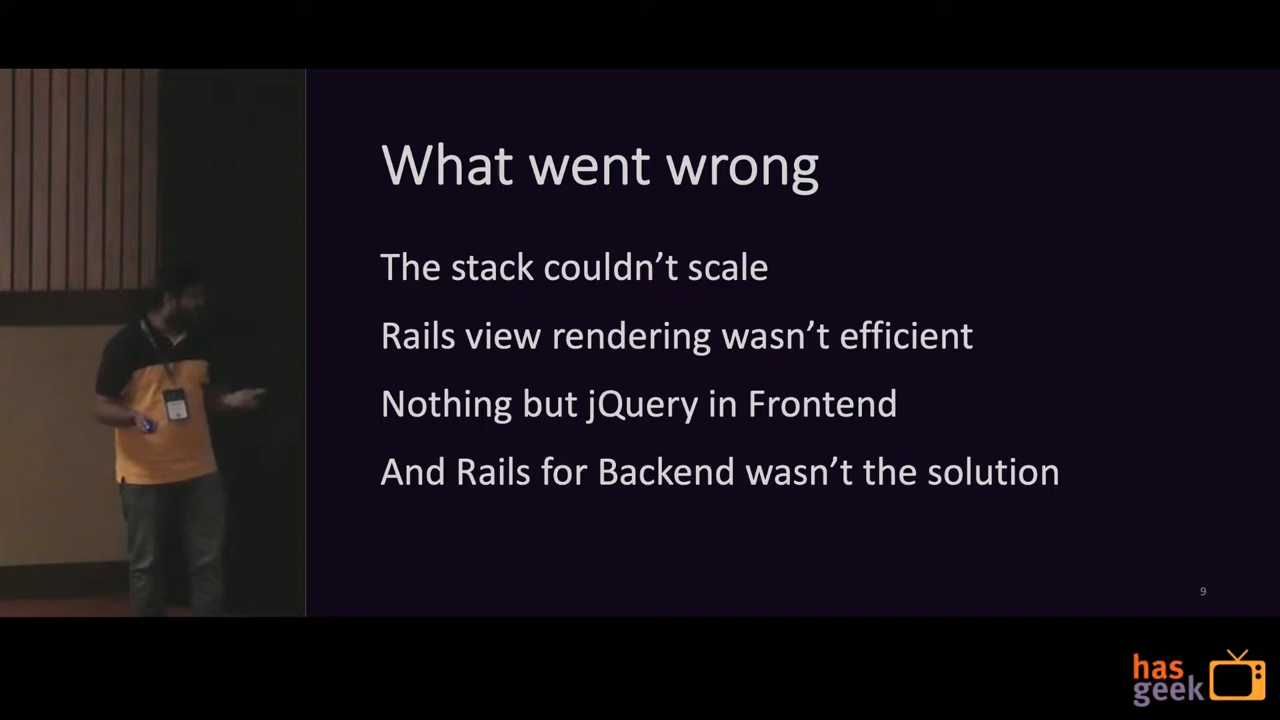 What went wrong
The stack couldn’t scale
Rails view rendering wasn’t efficient
Nothing but jQuery in Frontend
And Rails for Backend wasn’t the solution
9
has
geek